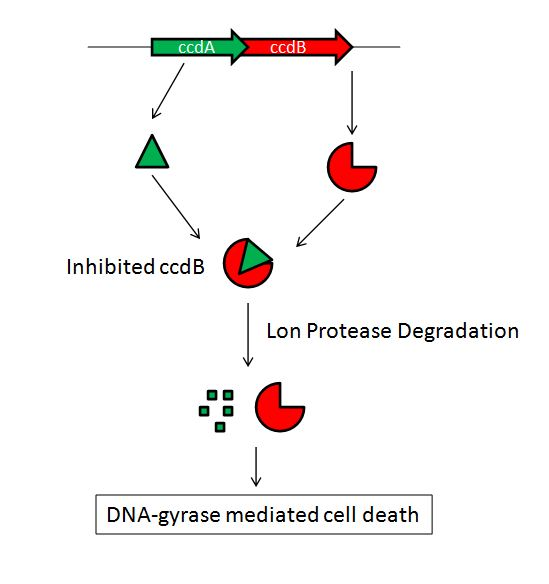 ccdA
ccdB
Inhibited ccdB
Lon Protease Degradation
DNA-gyrase mediated cell death